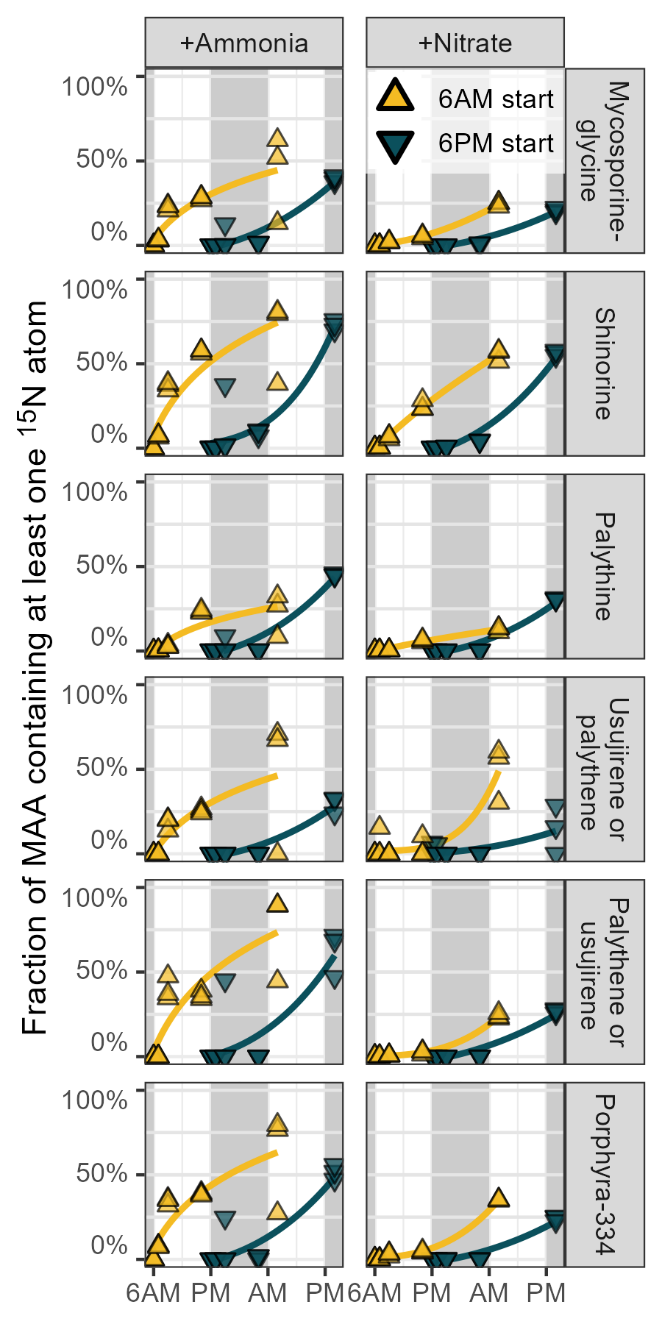 +Ammonia
+Nitrate
6AM start
6PM start
Fraction of MAA containing at least one 15N atom
100%
50%
0%
Mycosporine-
glycine
100%
50%
0%
Shinorine
100%
50%
0%
Palythine
100%
50%
0%
Usujirene or
palythene
100%
50%
0%
Palythene or
usujirene
100%
50%
0%
Porphyra-334
6AM PM AM PM 6AM PM AM PM